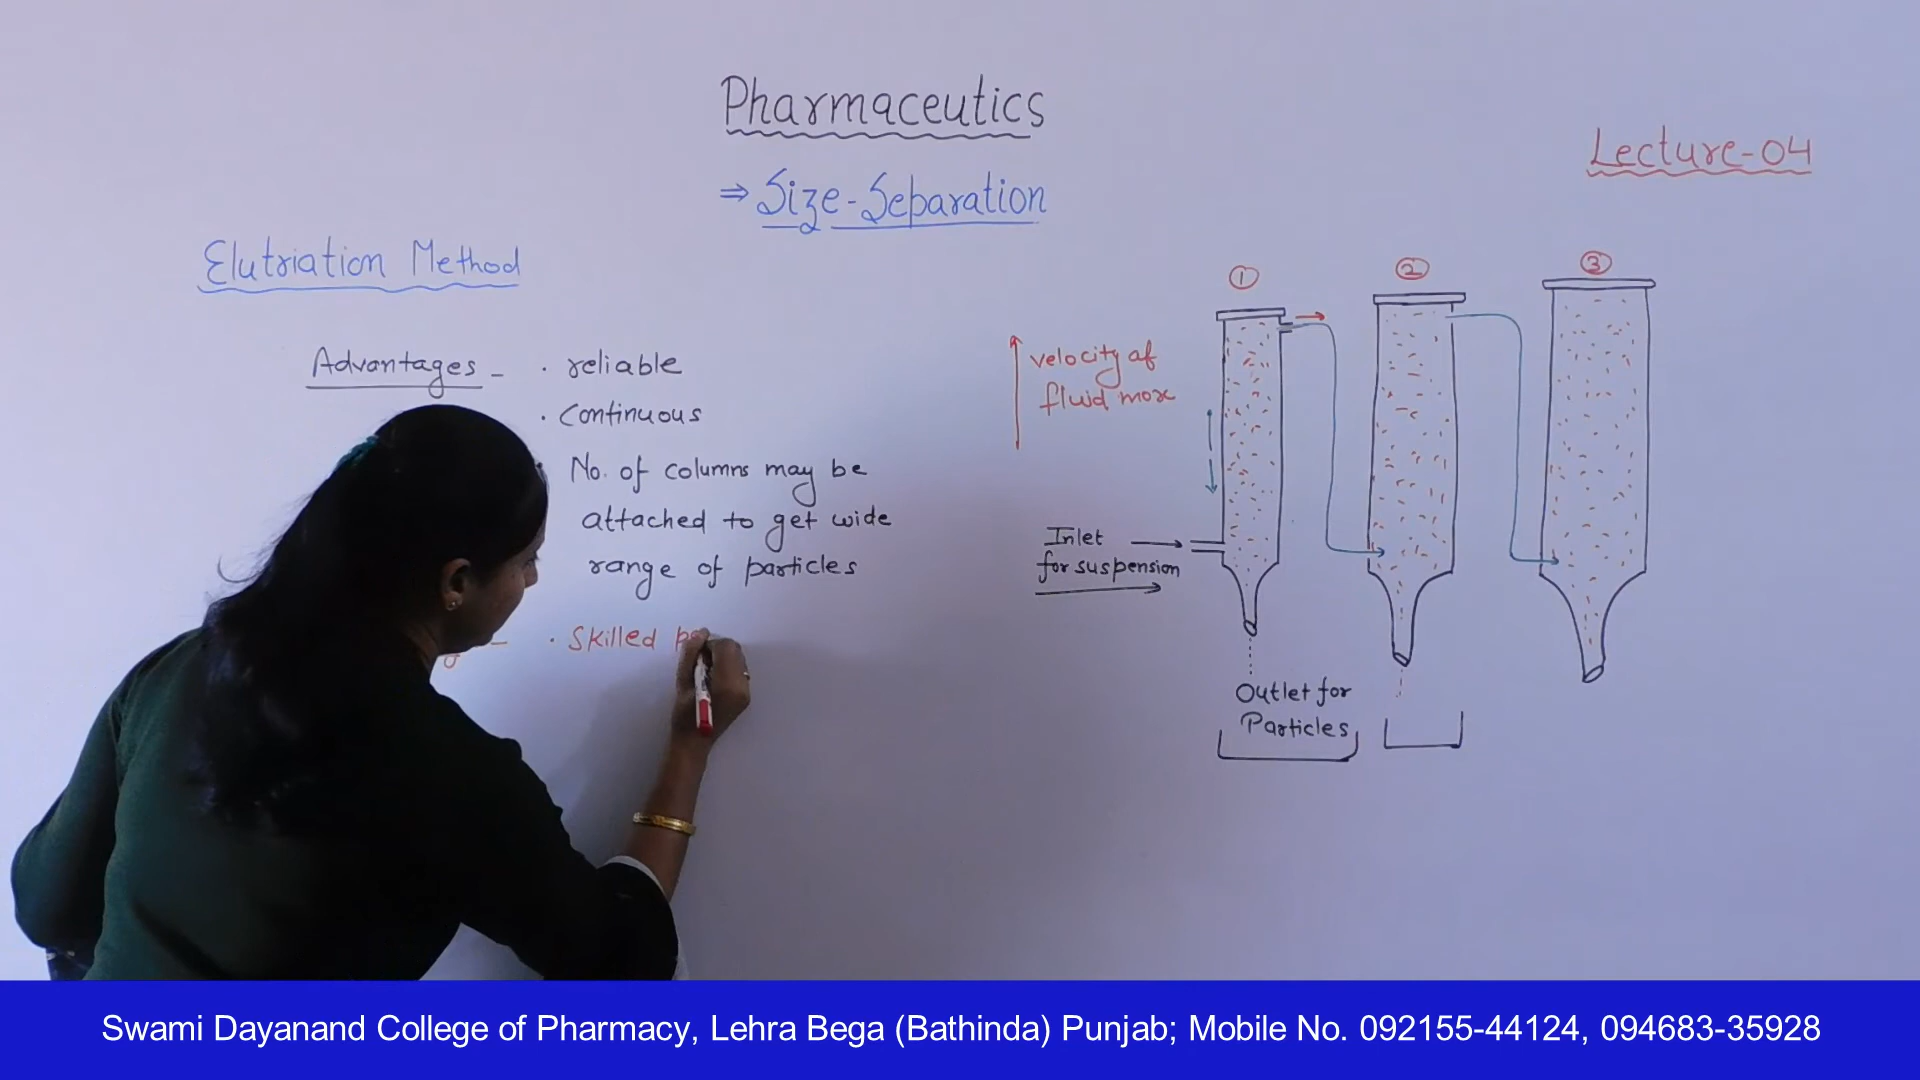 Pharmaceutics
Lecture-04
⇒ Size-Separation
Elutriation Method
Advantages - · reliable
· Continuous
No. of columns may be
attached to get wide
range of particles
- · Skilled
① ② ③
velocity of
fluid more
Inlet
for suspension
Outlet for
Particles
Swami Dayanand College of Pharmacy, Lehra Bega (Bathinda) Punjab; Mobile No. 092155-44124, 094683-35928